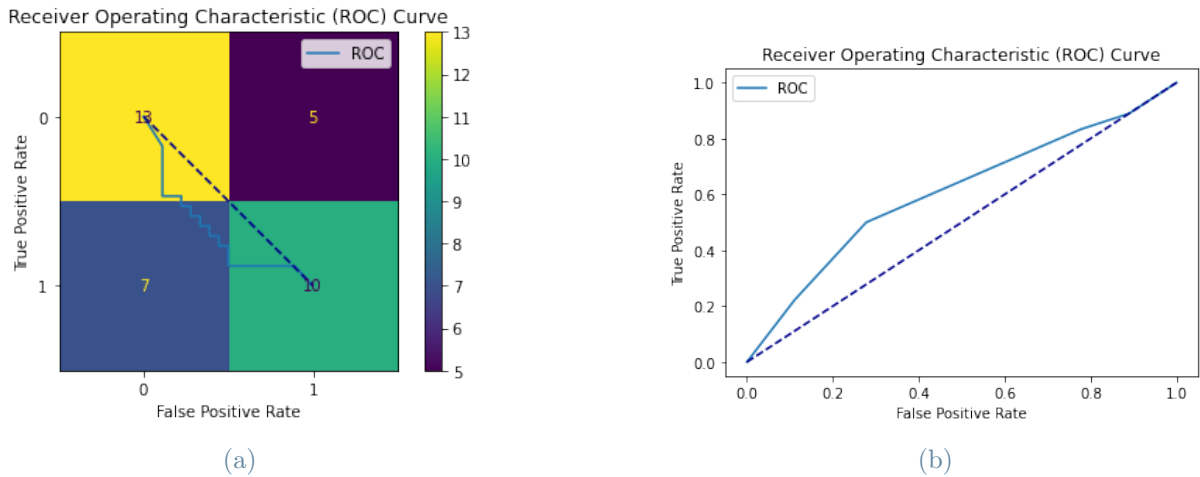 Receiver Operating Characteristic (ROC) Curve
ROC
True Positive Rate
0
1
13
5
7
10
0
1
False Positive Rate
13
12
11
10
9
8
7
6
5
(a)
Receiver Operating Characteristic (ROC) Curve
ROC
True Positive Rate
1.0
0.8
0.6
0.4
0.2
0.0
0.0
0.2
0.4
0.6
0.8
1.0
False Positive Rate
(b)